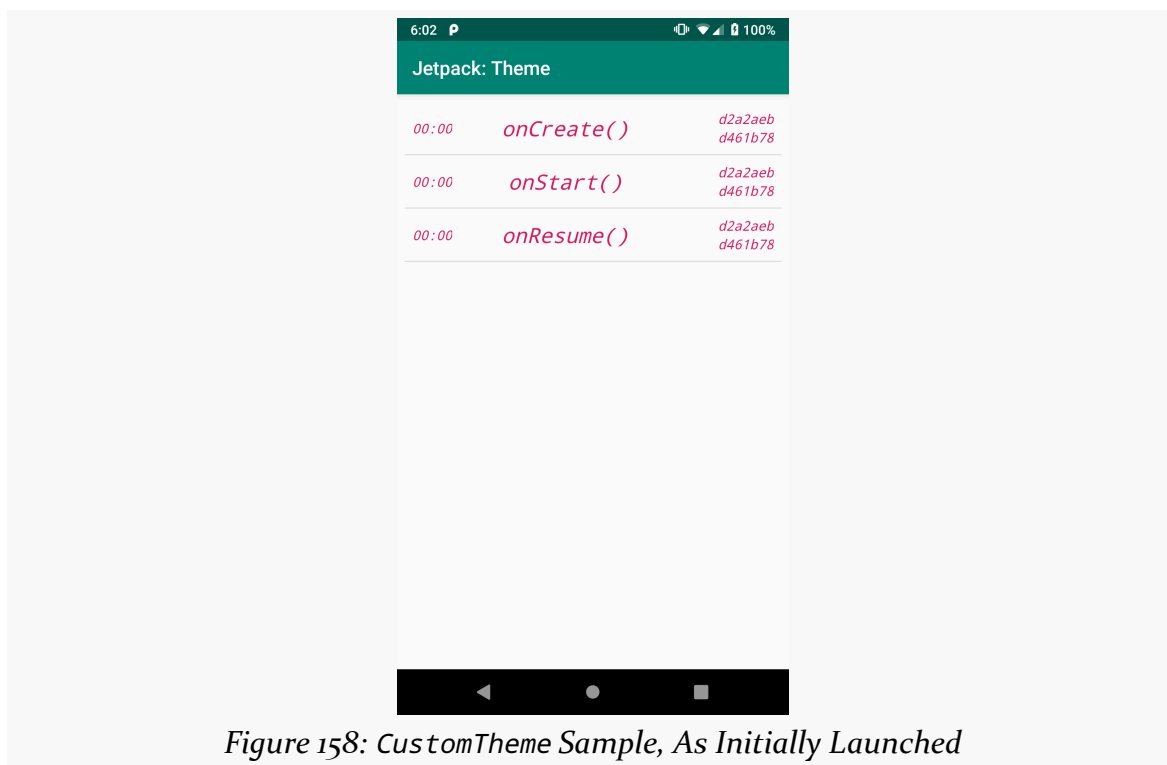 6:02 100%
Jetpack: Theme
00:00 onCreate() d2a2aeb
d461b78
00:00 onStart() d2a2aeb
d461b78
00:00 onResume() d2a2aeb
d461b78
Figure 158: CustomTheme Sample, As Initially Launched